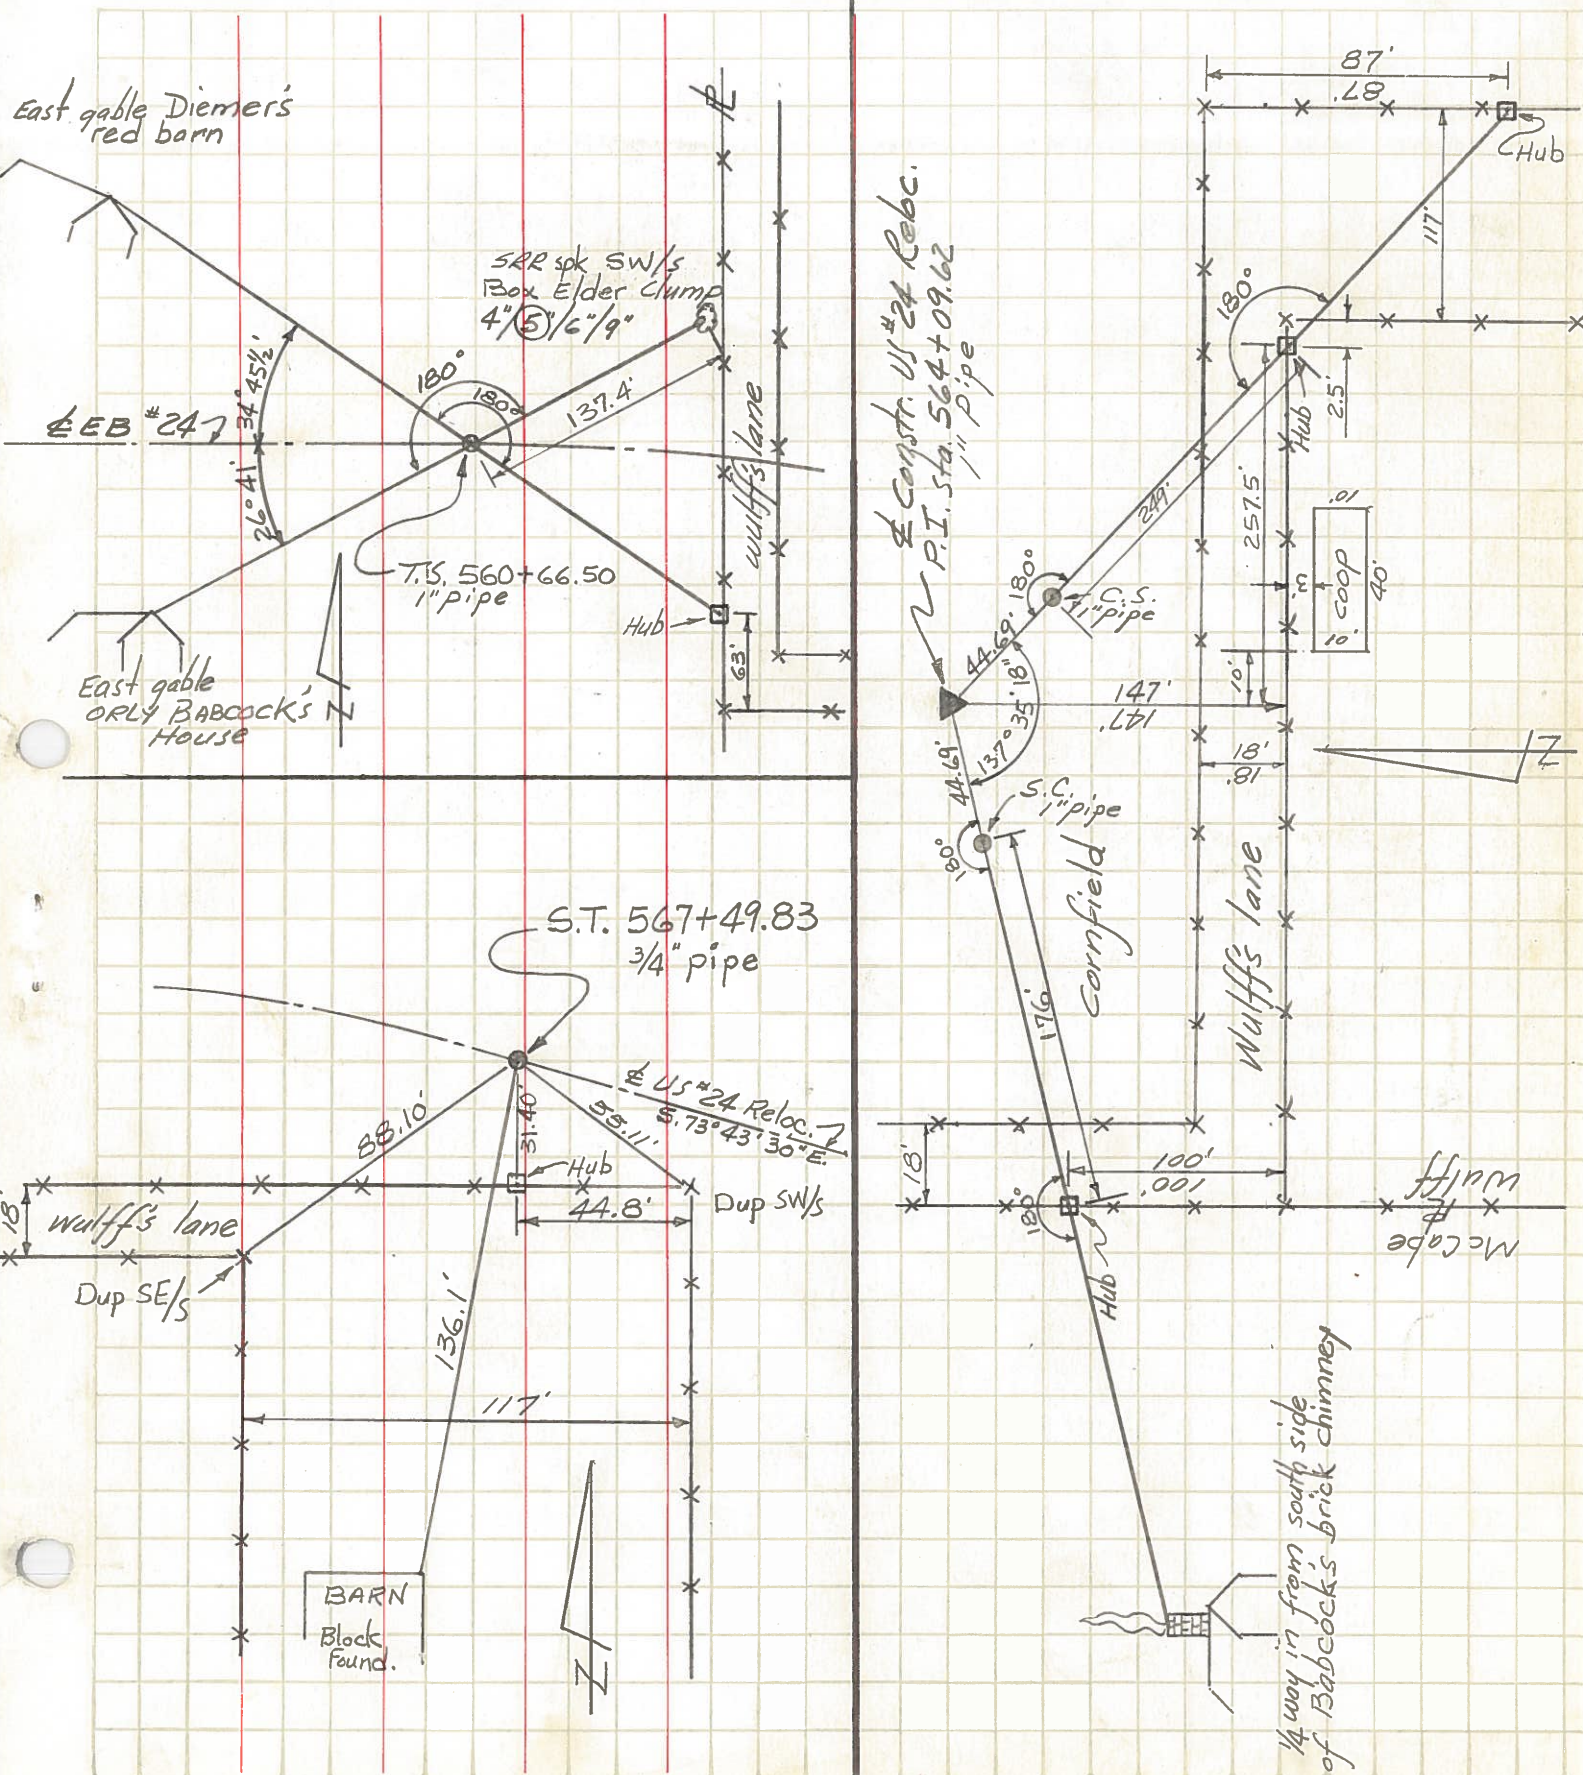 East gable Diemer's
red barn
SRR spk SW/s
Box Elder Clump
4"/5"/6"/9"
℄ EB #24
34° 45½'
26° 41'
180°
180°
137.4'
℄
Wulff's lane
T.S. 560+66.50
1" pipe
Hub
63'
East gable
ORLY BABCOCK'S
House
N
S.T. 567+49.83
3/4" pipe
℄ US #24 Reloc.
S. 73° 43' 30" E.
88.10'
31.40'
55.11'
Hub
44.8'
Dup SW/s
18'
Wulff's lane
Dup SE/s
136.1'
117'
BARN
Block
Found.
N
87'
87'
Hub
117'
180°
℄ Constr. US #24 Reloc.
P.I. Sta. 564+09.62
1" pipe
Hub
2.5'
249'
257.5'
10'
COOP
40'
10'
3'
180°
C.S.
1" pipe
44.69'
137° 35' 18"
147'
147'
10'
44.69'
18'
18'
N
S.C.
1" pipe
180°
Cornfield
176'
Wulff's lane
18'
100'
100'
180°
Hub
Wulff
℄
McCabe
1/4 way in from south side
of Babcock's brick chimney